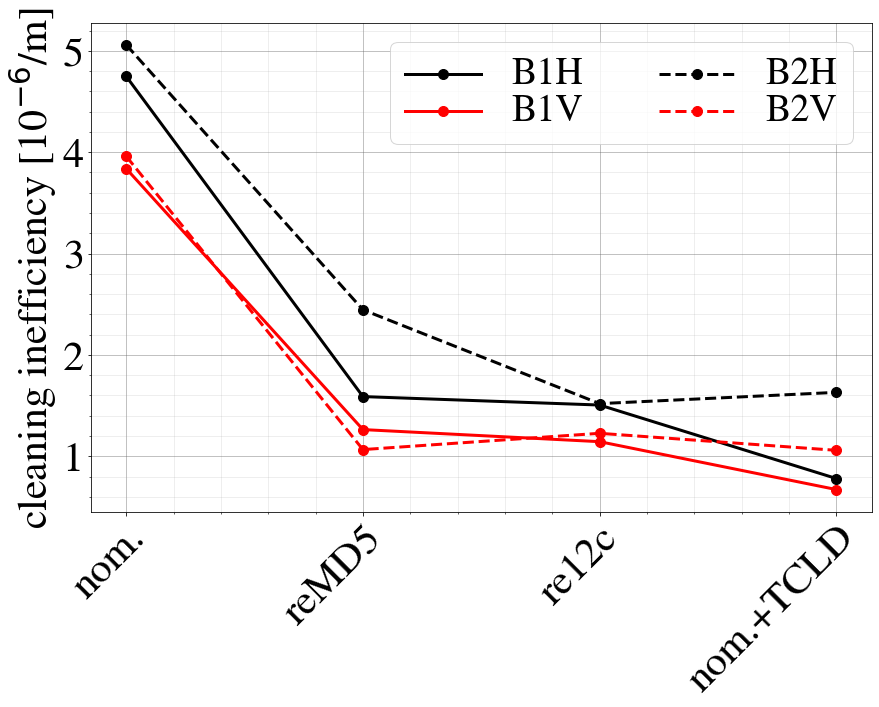 cleaning inefficiency [10⁻⁶/m]
5
4
3
2
1
B1H
B1V
B2H
B2V
nom.
reMD5
re12c
nom.+TCLD